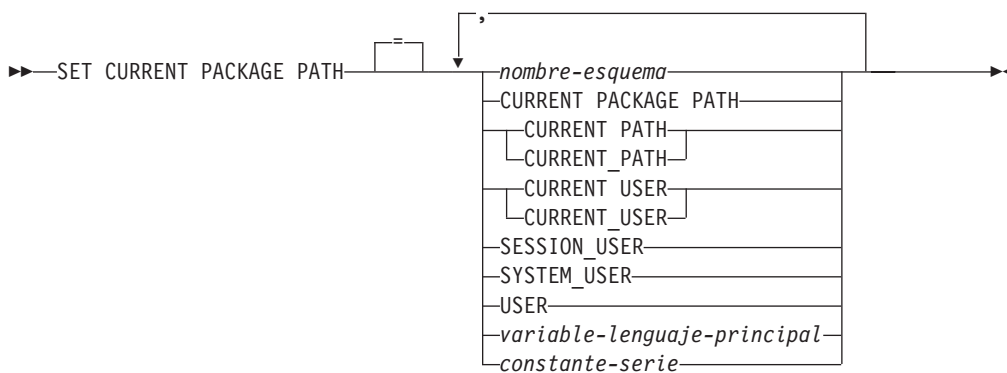 ,
=
SET CURRENT PACKAGE PATH
nombre-esquema
CURRENT PACKAGE PATH
CURRENT PATH
CURRENT_PATH
CURRENT USER
CURRENT_USER
SESSION_USER
SYSTEM_USER
USER
variable-lenguaje-principal
constante-serie